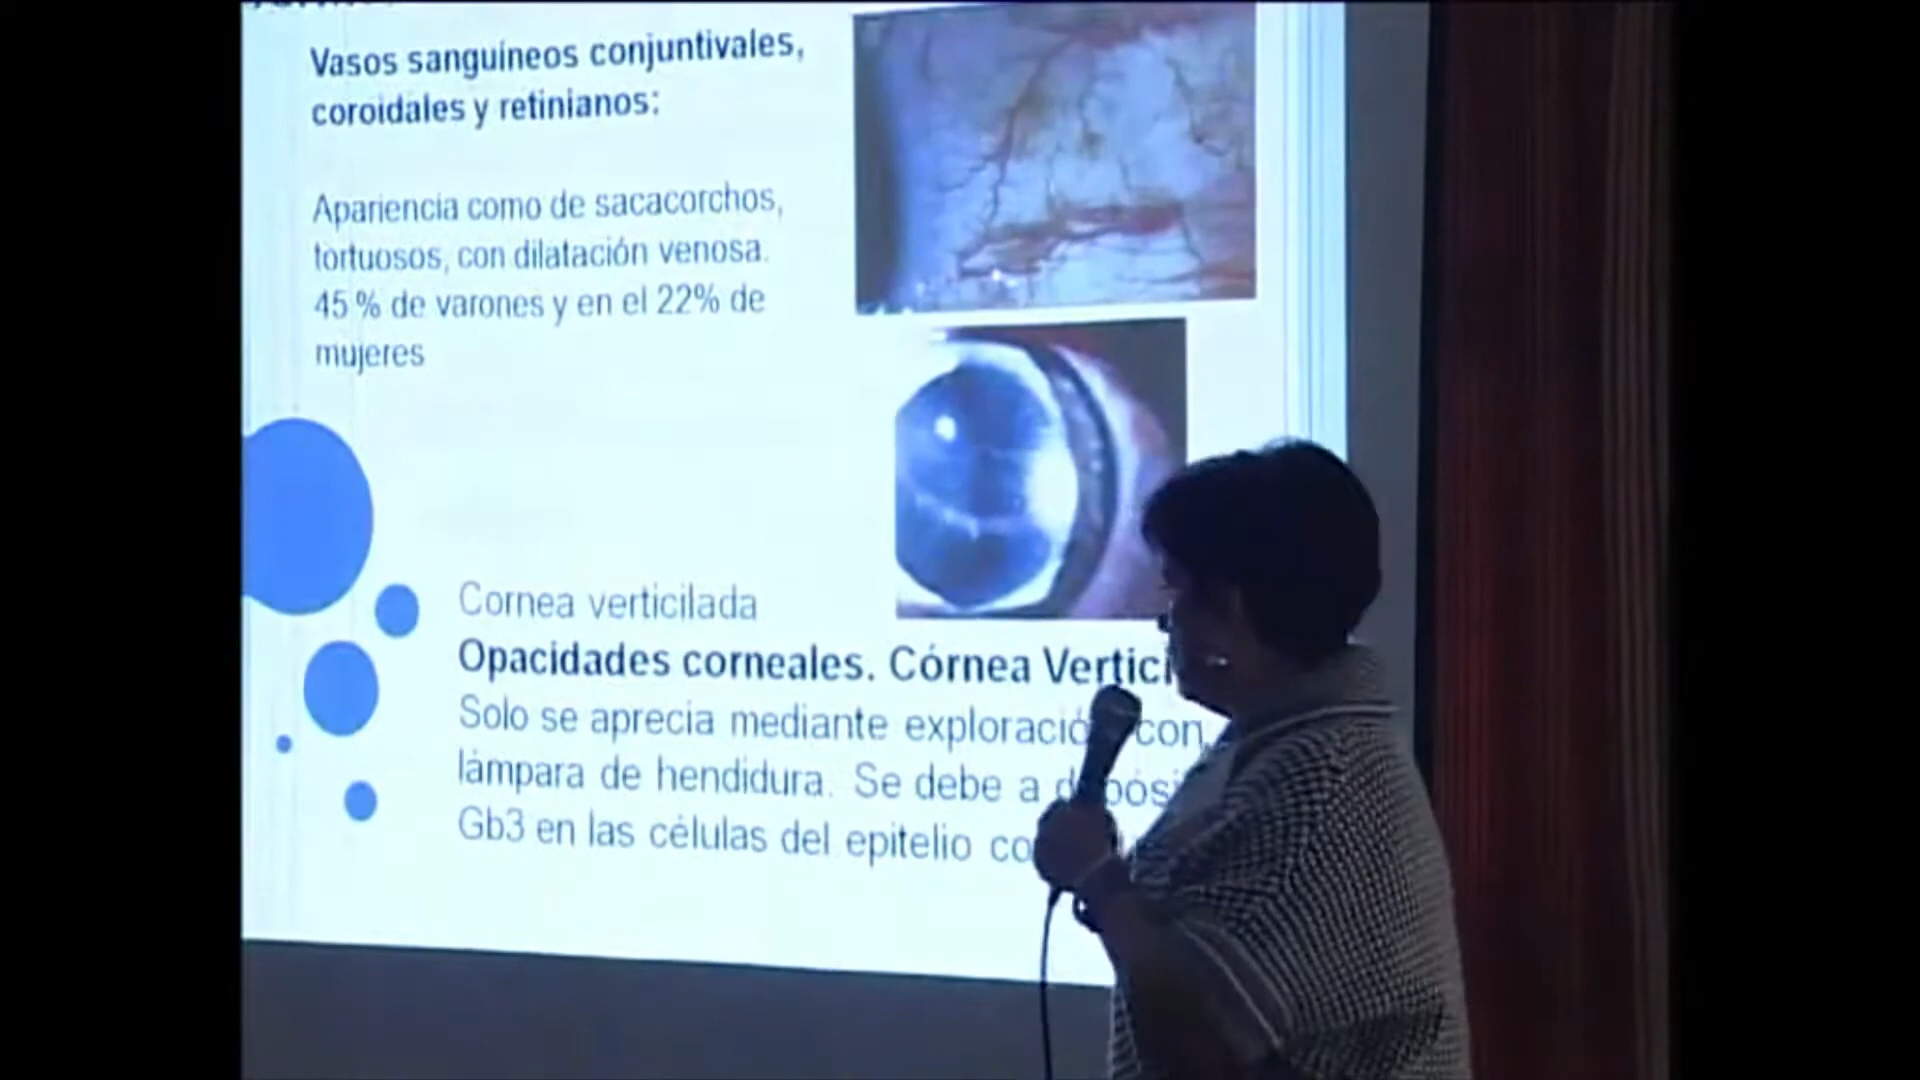 Vasos sanguíneos conjuntivales,
coroidales y retinianos:
Apariencia como de sacacorchos,
tortuosos, con dilatación venosa.
45 % de varones y en el 22% de
mujeres
Cornea verticilada
Opacidades corneales. Córnea
Solo se aprecia mediante exploración con
lámpara de hendidura. Se debe a
Gb3 en las células del epitelio